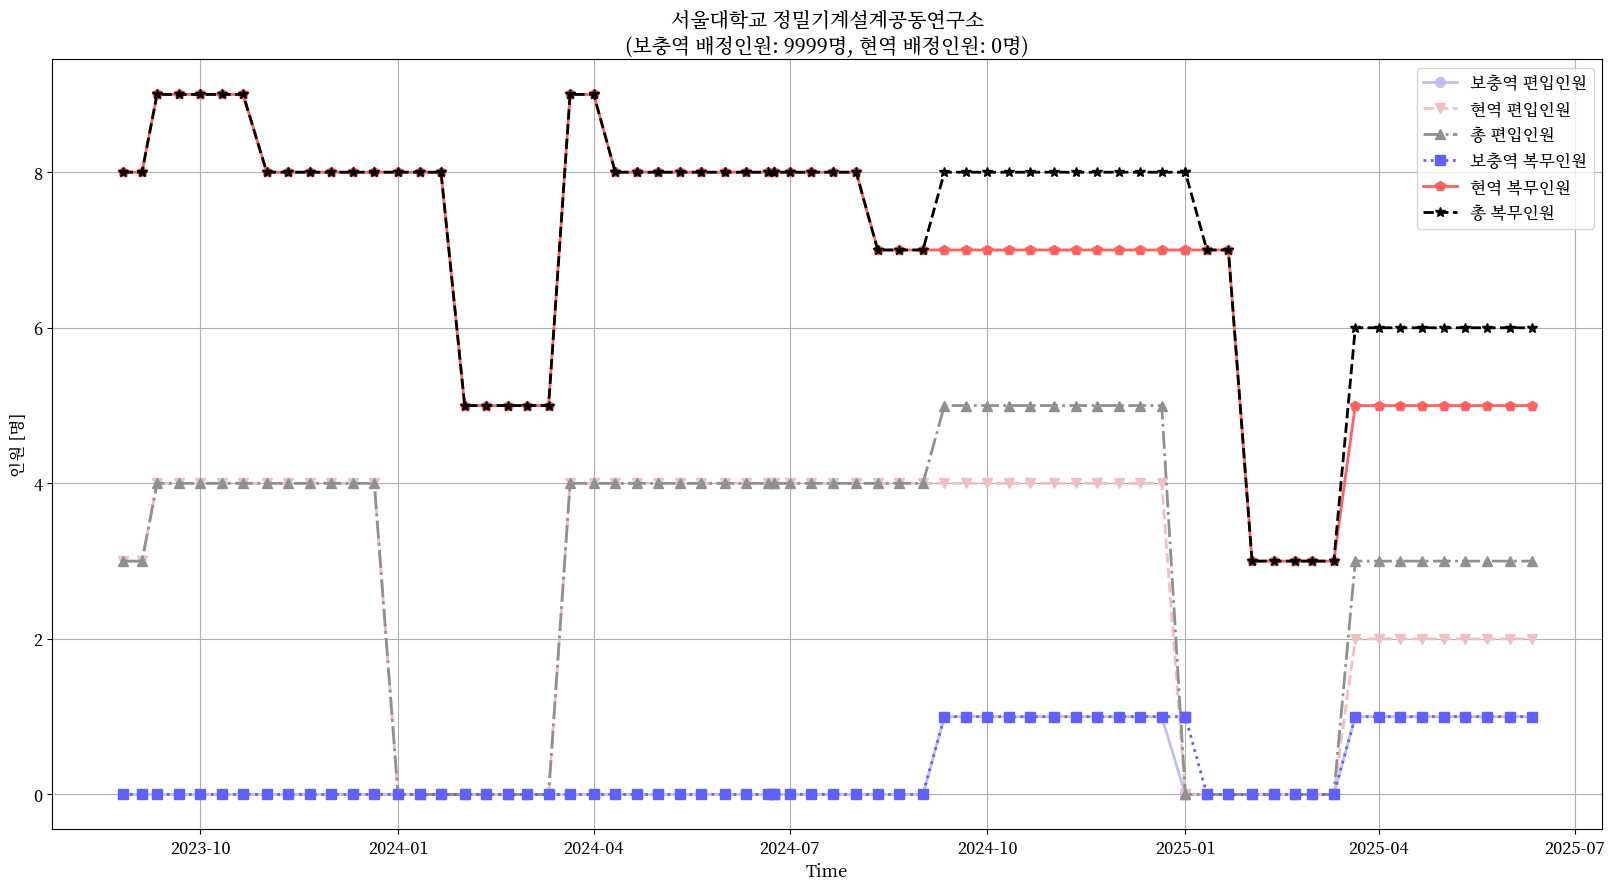 서울대학교 정밀기계설계공동연구소
(보충역 배정인원: 9999명, 현역 배정인원: 0명)
보충역 편입인원
현역 편입인원
총 편입인원
보충역 복무인원
현역 복무인원
총 복무인원
인원 [명]
8
6
4
2
0
2023-10
2024-01
2024-04
2024-07
2024-10
2025-01
2025-04
2025-07
Time